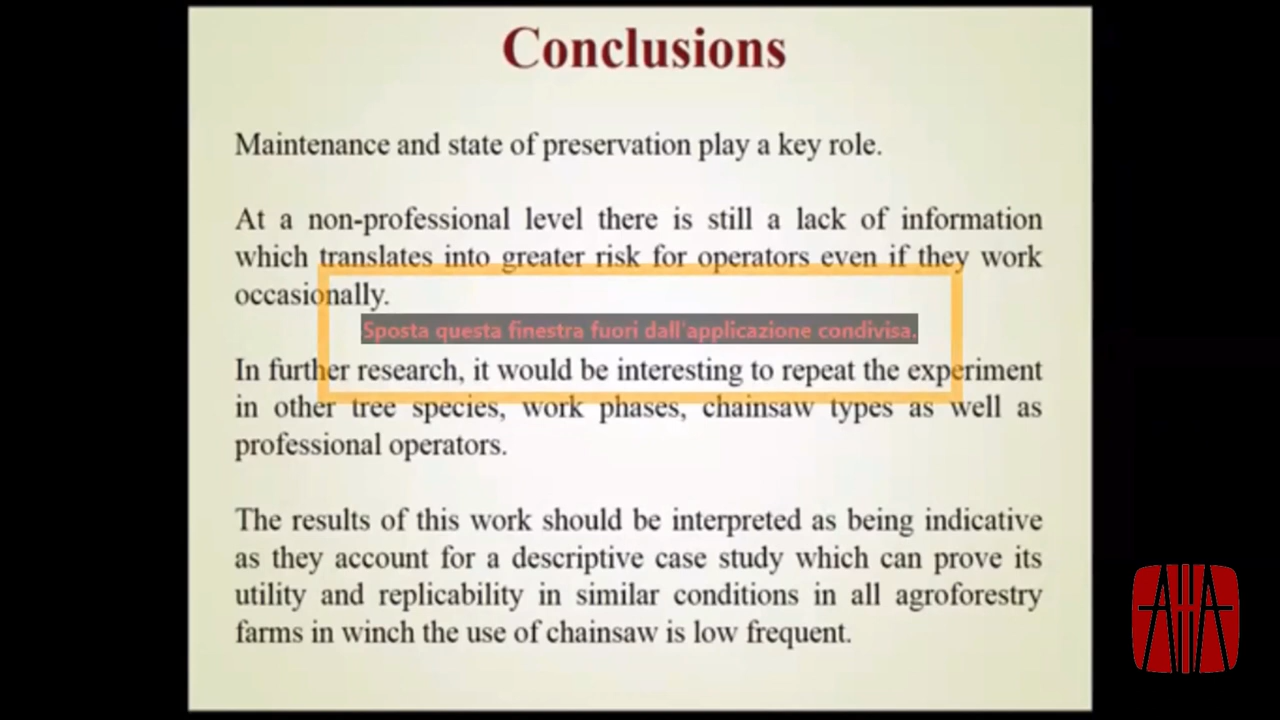 Conclusions
Maintenance and state of preservation play a key role.
At a non-professional level there is still a lack of information
which translates into greater risk for operators even if they work
occasionally.
Sposta questa finestra fuori dall'applicazione condivisa.
In further research, it would be interesting to repeat the experiment
in other tree species, work phases, chainsaw types as well as
professional operators.
The results of this work should be interpreted as being indicative
as they account for a descriptive case study which can prove its
utility and replicability in similar conditions in all agroforestry
farms in winch the use of chainsaw is low frequent.
AHA